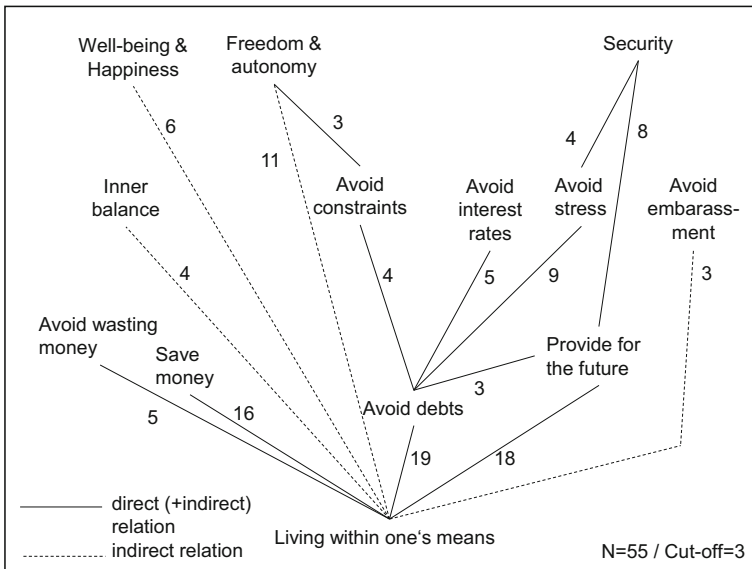 Well-being &
Happiness
Freedom &
autonomy
Security
6
3
11
4
8
Inner
balance
Avoid
constraints
Avoid
interest
rates
Avoid
stress
Avoid
embarass-
ment
4
4
5
9
3
Avoid wasting
money
Save
money
Provide for
the future
5
16
Avoid debts
3
19
18
direct (+indirect)
relation
indirect relation
Living within one‘s means
N=55 / Cut-off=3